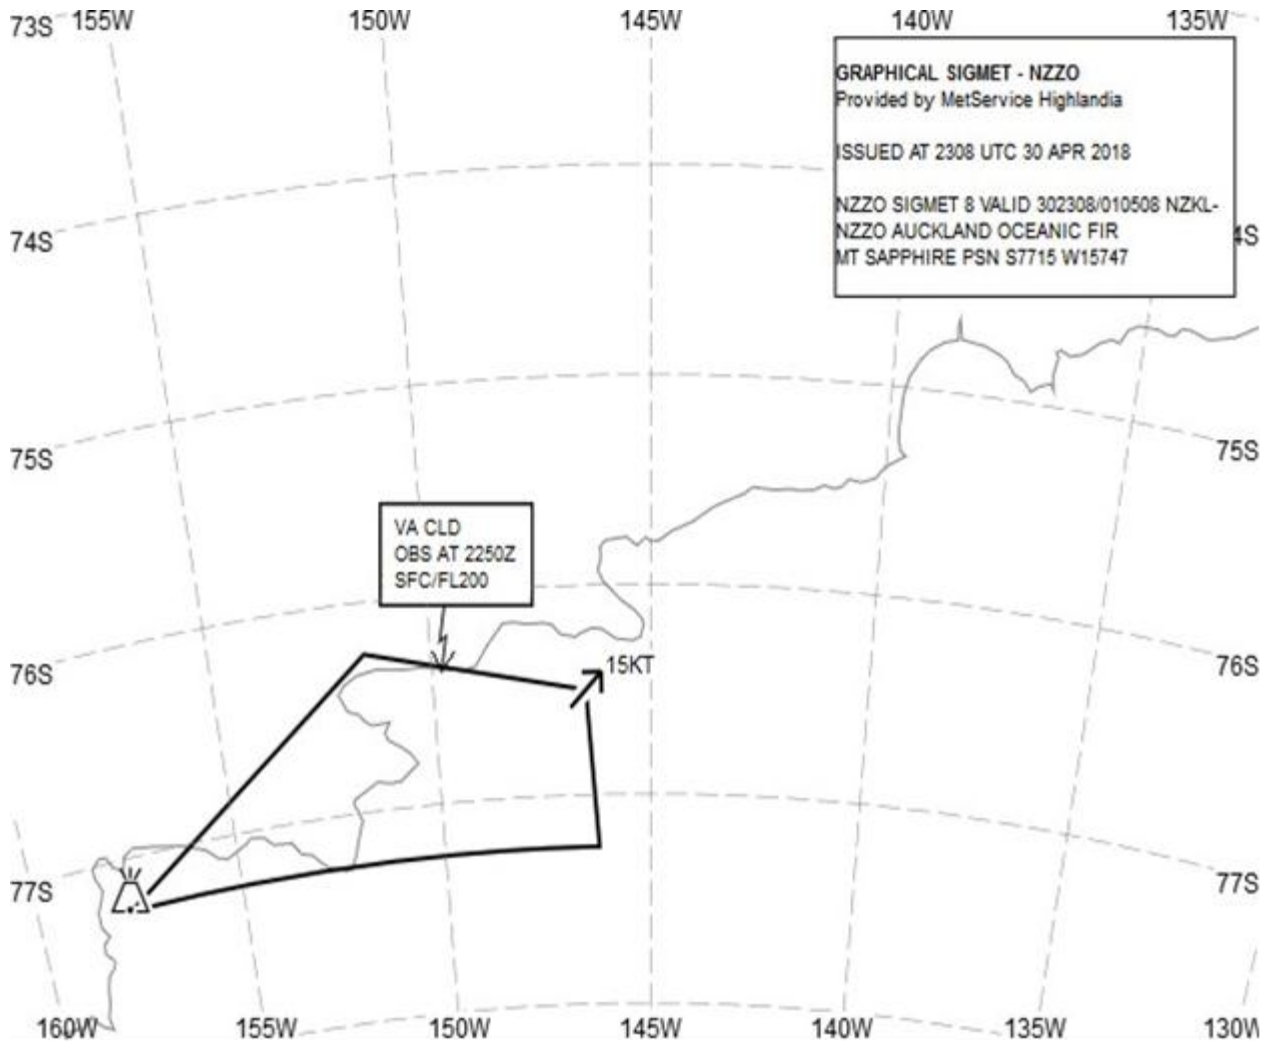 73S 155W 150W 145W 140W 135W
GRAPHICAL SIGMET - NZZO
Provided by MetService Highlandia
ISSUED AT 2308 UTC 30 APR 2018
NZZO SIGMET 8 VALID 302308/010508 NZKL-
NZZO AUCKLAND OCEANIC FIR
MT SAPPHIRE PSN S7715 W15747
74S 4S
75S 75S
VA CLD
OBS AT 2250Z
SFC/FL200
15KT
76S 76S
77S 77S
160W 155W 150W 145W 140W 135W 130W